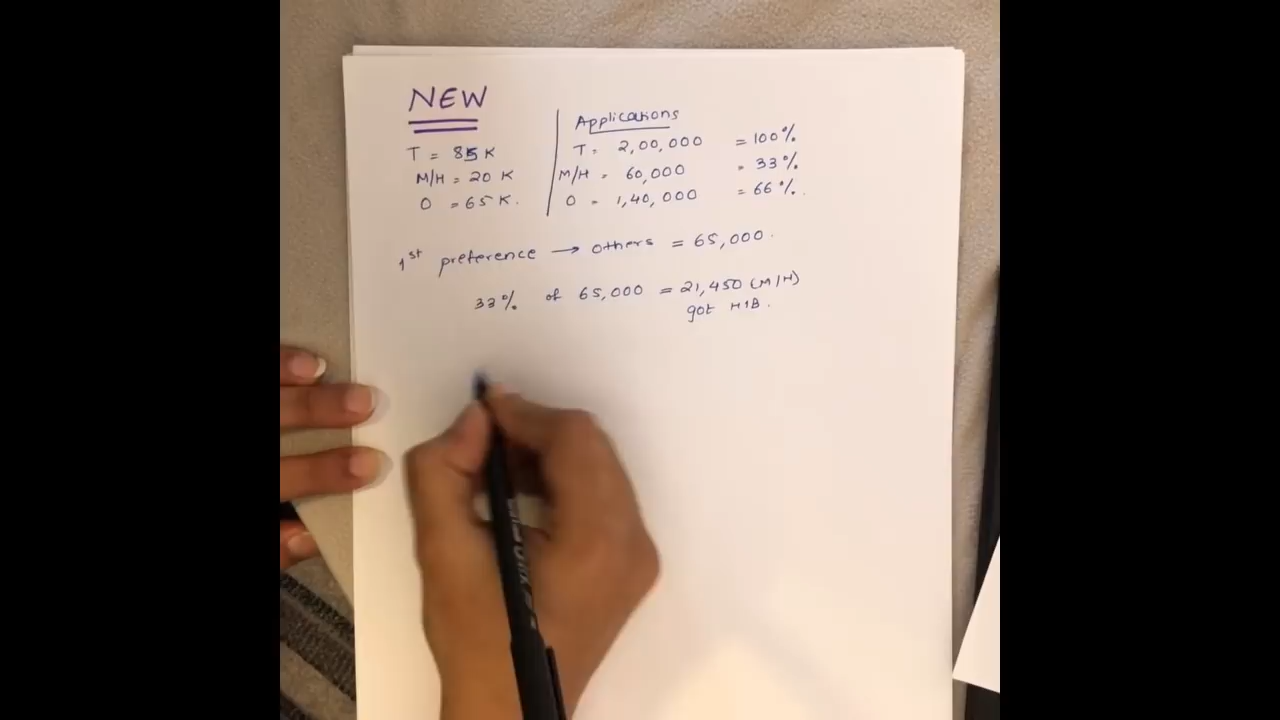 NEW
T = 85 K
M/H = 20 K
O = 65 K.
Applications
T = 2,00,000 = 100%
M/H = 60,000 = 33%
O = 1,40,000 = 66%.
1st preference → others = 65,000.
33% of 65,000 = 21,450 (M/H)
got H1B.